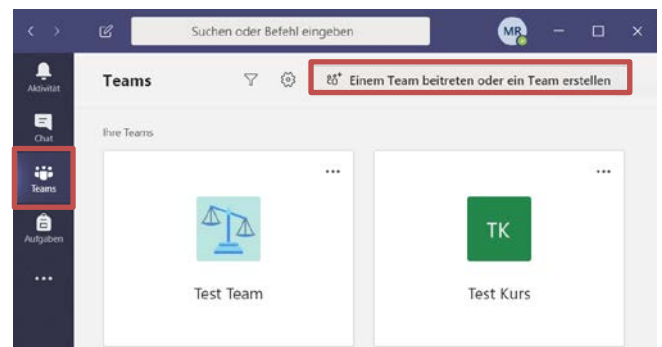 Suchen oder Befehl eingeben
MR
Aktivität
Teams
Einem Team beitreten oder ein Team erstellen
Chat
Ihre Teams
Teams
Aufgaben
TK
Test Team
Test Kurs